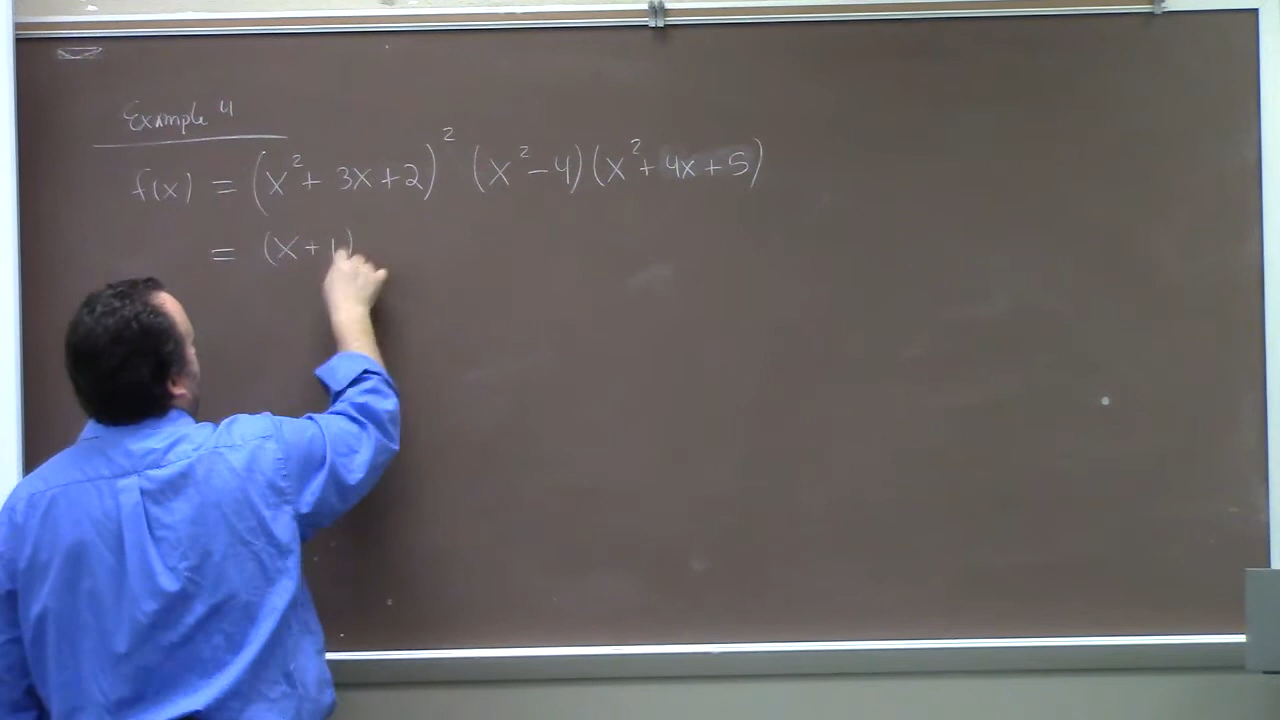 Example 4
f(x) = (x² + 3x + 2)² (x² - 4)(x² + 4x + 5)
= (x + 1)